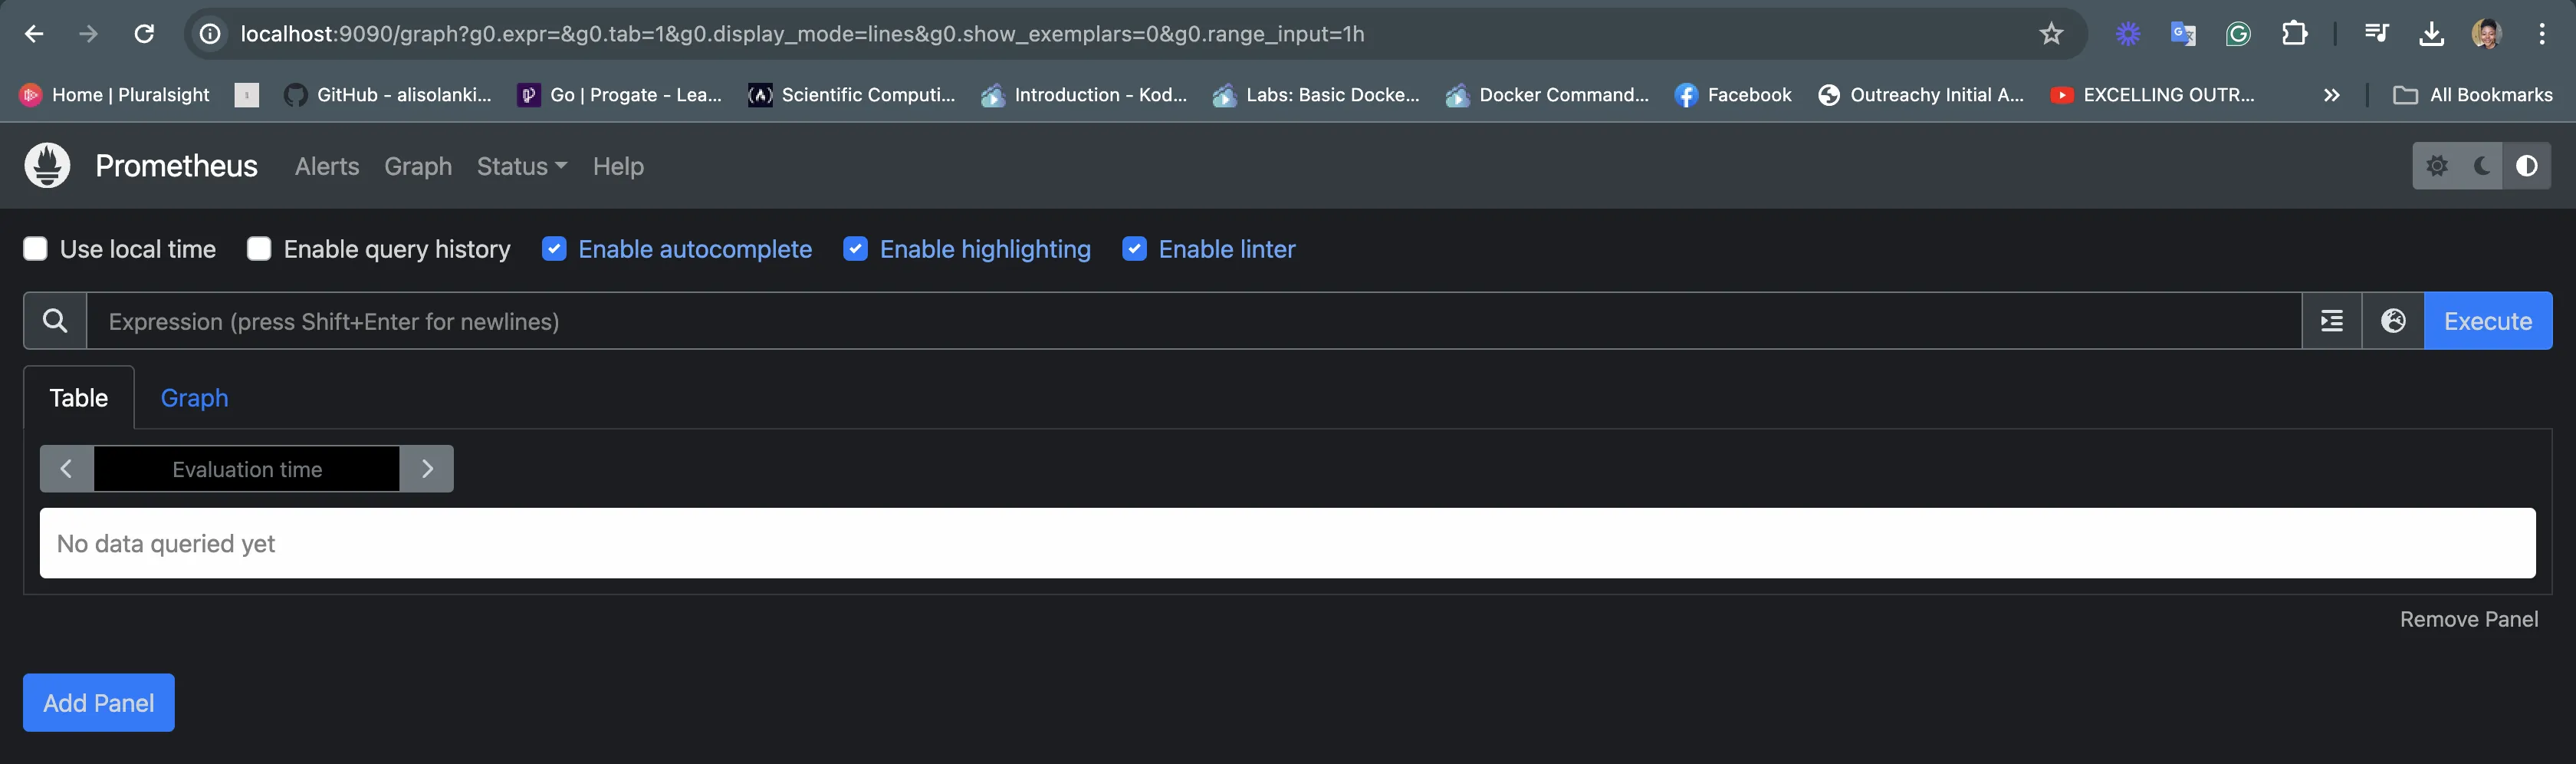 localhost:9090/graph?g0.expr=&g0.tab=1&g0.display_mode=lines&g0.show_exemplars=0&g0.range_input=1h
Home | Pluralsight GitHub - alisolanki... Go | Progate - Lea... Scientific Computi... Introduction - Kod... Labs: Basic Docke... Docker Command... Facebook Outreachy Initial A... EXCELLING OUTR... All Bookmarks
Prometheus Alerts Graph Status Help
Use local time Enable query history Enable autocomplete Enable highlighting Enable linter
Expression (press Shift+Enter for newlines) Execute
Table Graph
Evaluation time
No data queried yet
Remove Panel
Add Panel